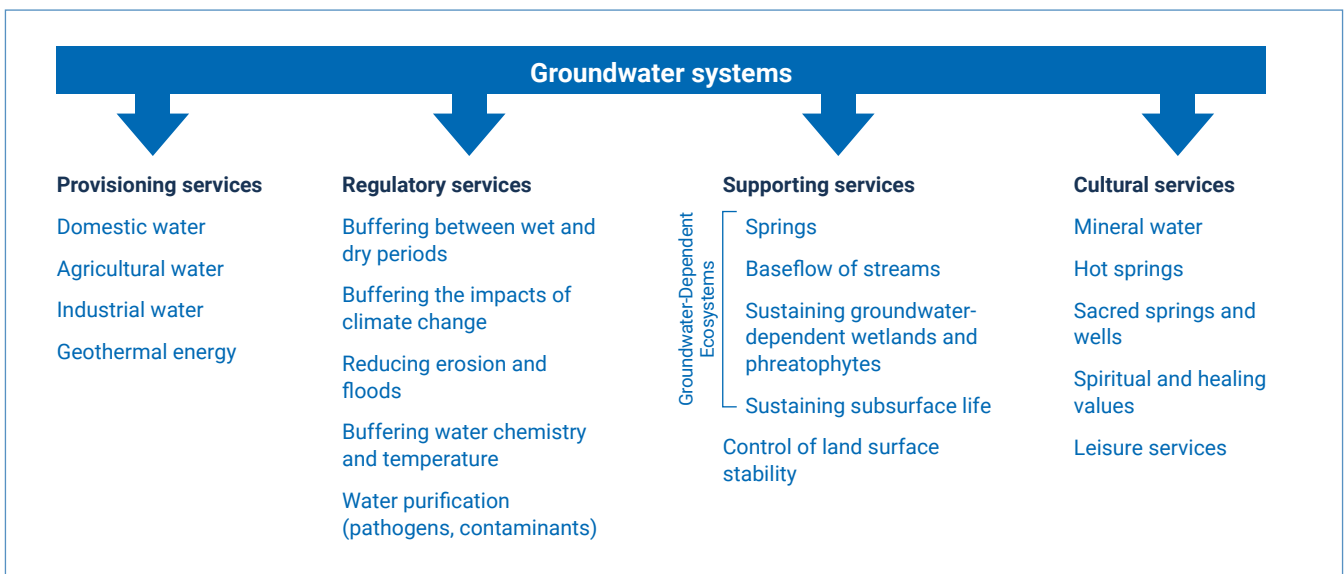 Groundwater systems
Provisioning services
Domestic water
Agricultural water
Industrial water
Geothermal energy
Regulatory services
Buffering between wet and
dry periods
Buffering the impacts of
climate change
Reducing erosion and
floods
Buffering water chemistry
and temperature
Water purification
(pathogens, contaminants)
Supporting services
Groundwater-Dependent
Ecosystems
Springs
Baseflow of streams
Sustaining groundwater-
dependent wetlands and
phreatophytes
Sustaining subsurface life
Control of land surface
stability
Cultural services
Mineral water
Hot springs
Sacred springs and
wells
Spiritual and healing
values
Leisure services